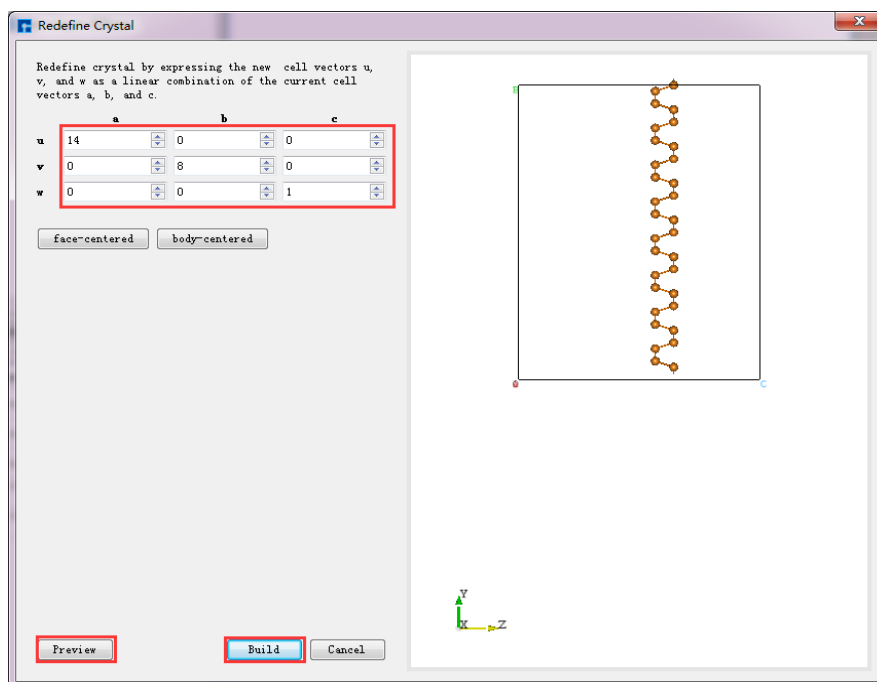 Redefine Crystal
Redefine crystal by expressing the new cell vectors u,
v, and w as a linear combination of the current cell
vectors a, b, and c.
a b c
u 14 0 0
v 0 8 0
w 0 0 1
face-centered body-centered
B
C
Y
X Z
Preview Build Cancel